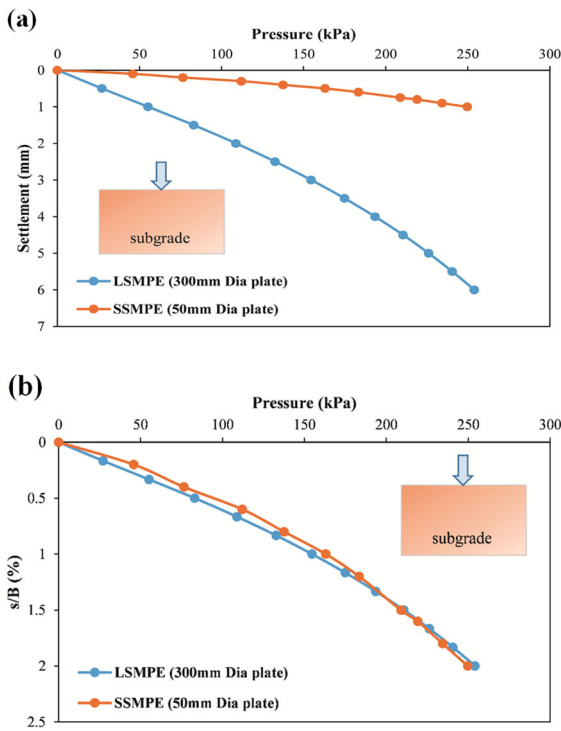 (a)
Pressure (kPa)
0 50 100 150 200 250 300
0
1
2
3
4
5
6
7
Settlement (mm)
subgrade
LSMPE (300mm Dia plate)
SSMPE (50mm Dia plate)
(b)
Pressure (kPa)
0 50 100 150 200 250 300
0
0.5
1
1.5
2
2.5
s/B (%)
subgrade
LSMPE (300mm Dia plate)
SSMPE (50mm Dia plate)